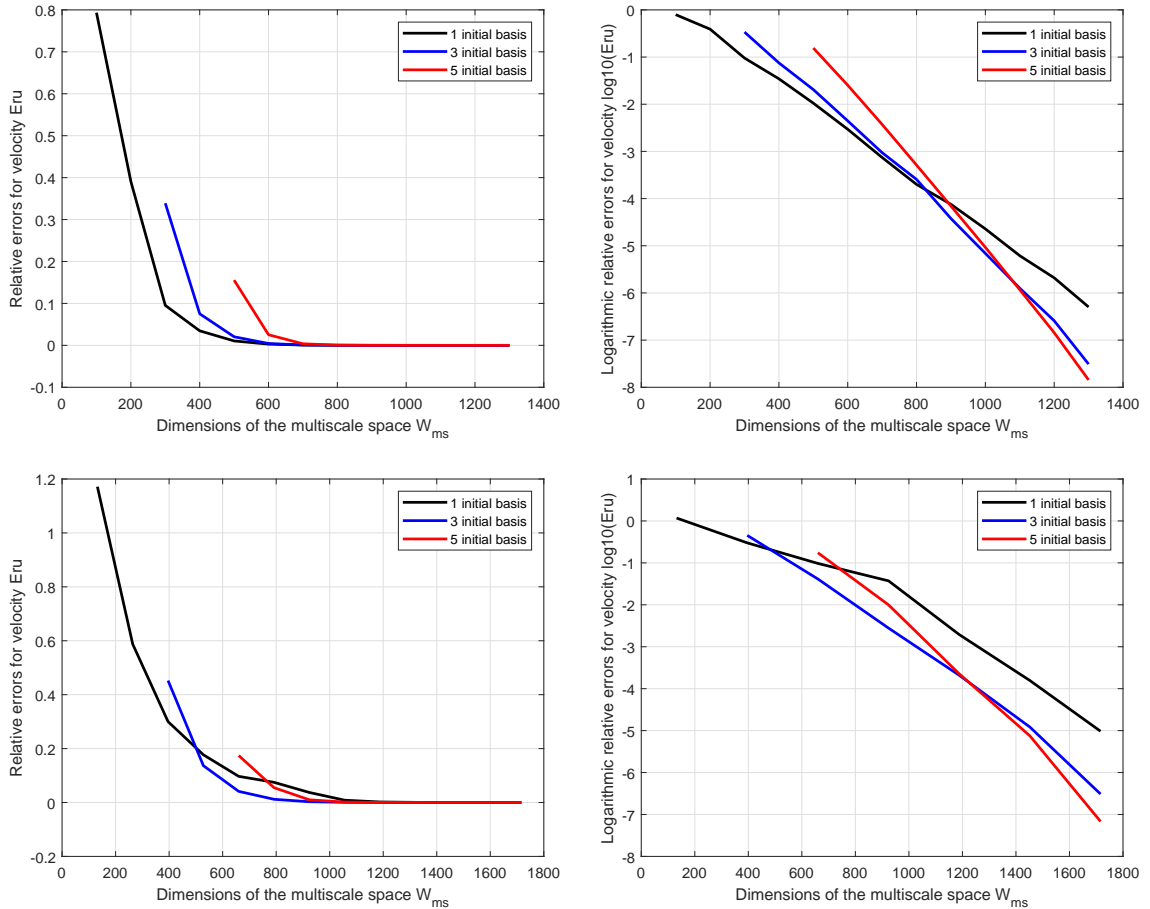 Relative errors for velocity Eru
0.8
0.7
0.6
0.5
0.4
0.3
0.2
0.1
0
-0.1
0 200 400 600 800 1000 1200 1400
Dimensions of the multiscale space W_ms
1 initial basis
3 initial basis
5 initial basis
Logarithmic relative errors for velocity log10(Eru)
0
-1
-2
-3
-4
-5
-6
-7
-8
0 200 400 600 800 1000 1200 1400
Dimensions of the multiscale space W_ms
1 initial basis
3 initial basis
5 initial basis
Relative errors for velocity Eru
1.2
1
0.8
0.6
0.4
0.2
0
-0.2
0 200 400 600 800 1000 1200 1400 1600 1800
Dimensions of the multiscale space W_ms
1 initial basis
3 initial basis
5 initial basis
Logarithmic relative errors for velocity log10(Eru)
1
0
-1
-2
-3
-4
-5
-6
-7
-8
0 200 400 600 800 1000 1200 1400 1600 1800
Dimensions of the multiscale space W_ms
1 initial basis
3 initial basis
5 initial basis